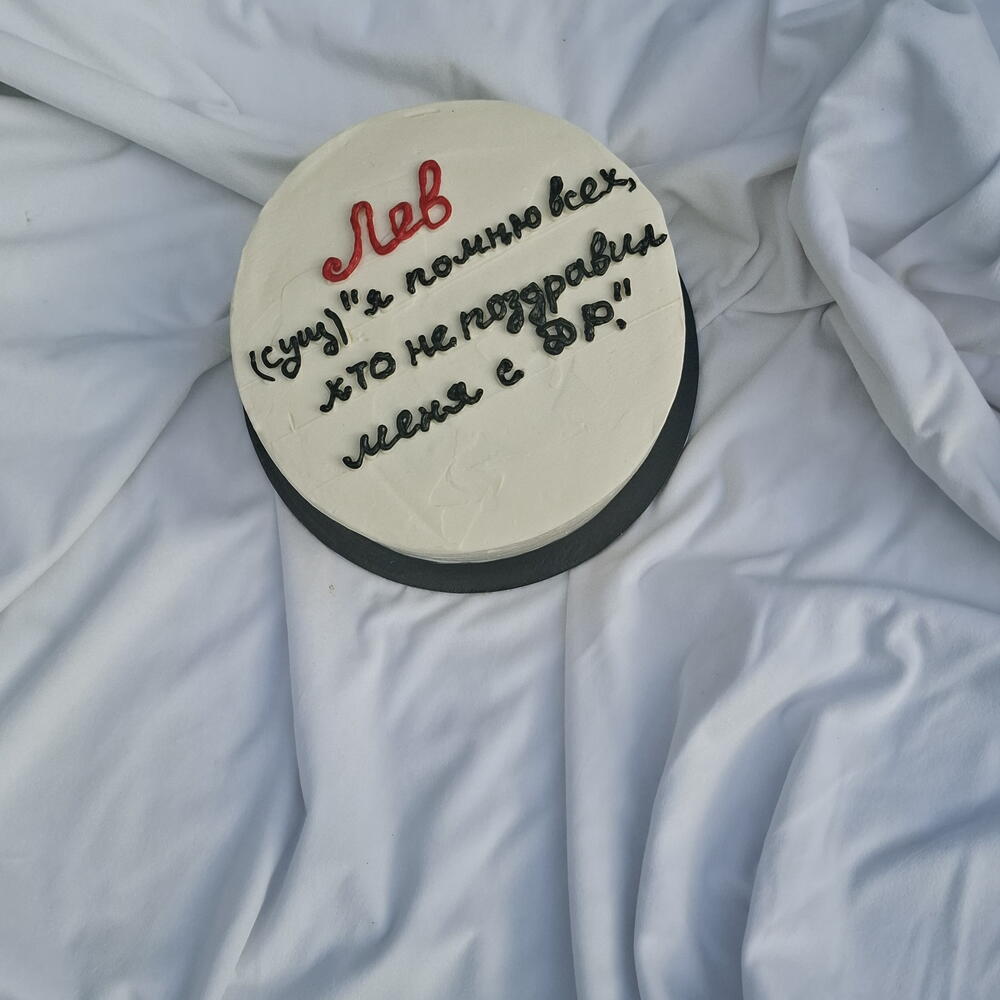 Лев
(сущ) "я помню всех,
кто не поздравил
меня с ДР."